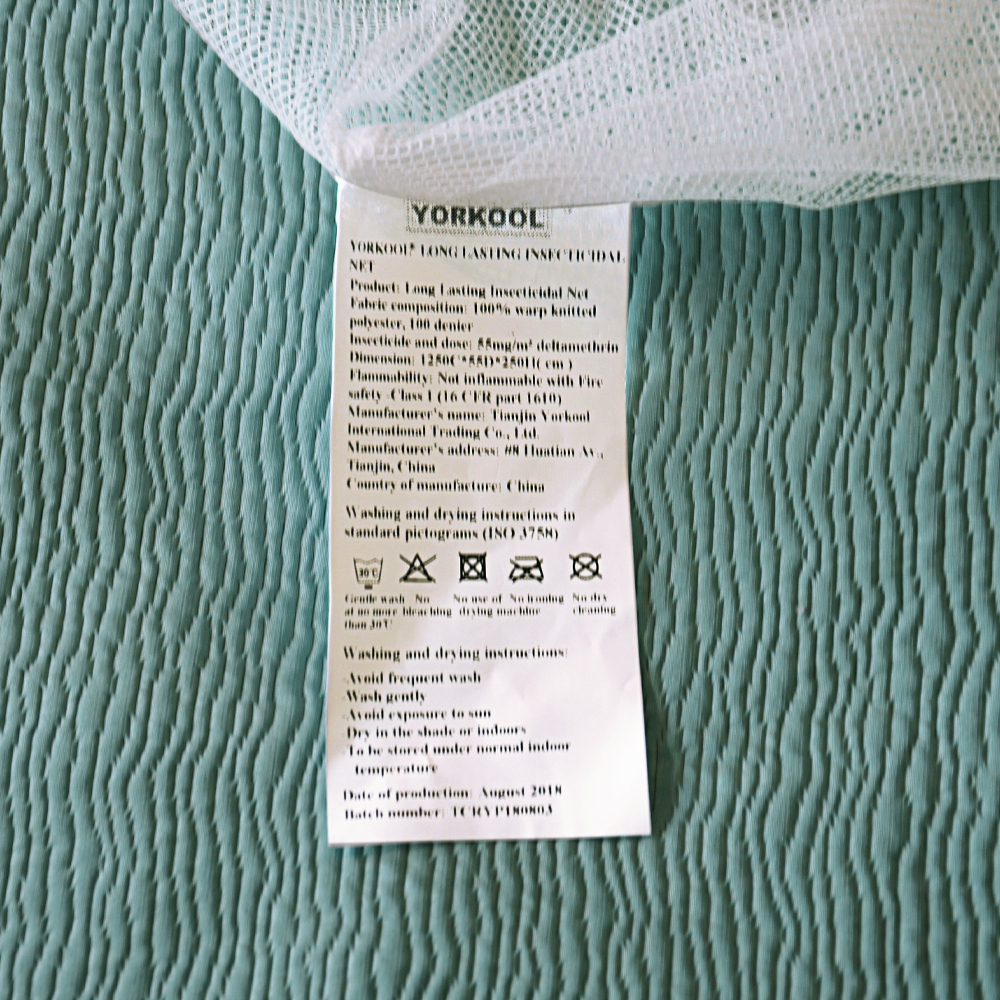 YORKOOL
YORKOOL® LONG LASTING INSECTICIDAL
NET
Product: Long Lasting Insecticidal Net
Fabric composition: 100% warp knitted
polyester, 100 denier
Insecticide and dose: 55mg/m² deltamethrin
Dimension: 1250C*55D*250H( cm )
Flammability: Not inflammable with Fire
safety -Class 1 (16 CFR part 1610)
Manufacturer's name: Tianjin Yorkool
International Trading Co., Ltd.
Manufacturer's address: #8 Huatian Av.,
Tianjin, China
Country of manufacture: China
Washing and drying instructions in
standard pictograms (ISO 3758)
30°C
Gentle wash No No use of No ironing No dry
at no more bleaching drying machine cleaning
than 30°C
Washing and drying instructions:
-Avoid frequent wash
-Wash gently
-Avoid exposure to sun
-Dry in the shade or indoors
-To be stored under normal indoor
temperature
Date of production: August 2018
Batch number: TCRYP180803